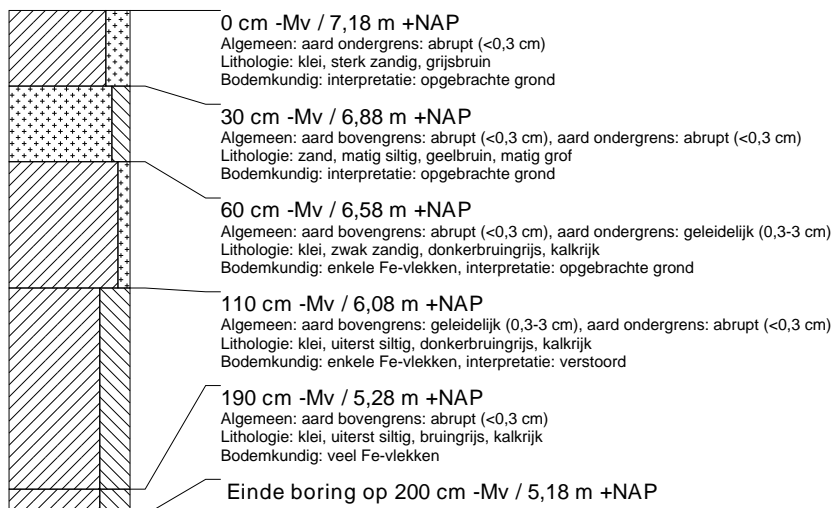 0 cm -Mv / 7,18 m +NAP
Algemeen: aard ondergrens: abrupt (<0,3 cm)
Lithologie: klei, sterk zandig, grijsbruin
Bodemkundig: interpretatie: opgebrachte grond
30 cm -Mv / 6,88 m +NAP
Algemeen: aard bovengrens: abrupt (<0,3 cm), aard ondergrens: abrupt (<0,3 cm)
Lithologie: zand, matig siltig, geelbruin, matig grof
Bodemkundig: interpretatie: opgebrachte grond
60 cm -Mv / 6,58 m +NAP
Algemeen: aard bovengrens: abrupt (<0,3 cm), aard ondergrens: geleidelijk (0,3-3 cm)
Lithologie: klei, zwak zandig, donkerbruingrijs, kalkrijk
Bodemkundig: enkele Fe-vlekken, interpretatie: opgebrachte grond
110 cm -Mv / 6,08 m +NAP
Algemeen: aard bovengrens: geleidelijk (0,3-3 cm), aard ondergrens: abrupt (<0,3 cm)
Lithologie: klei, uiterst siltig, donkerbruingrijs, kalkrijk
Bodemkundig: enkele Fe-vlekken, interpretatie: verstoord
190 cm -Mv / 5,28 m +NAP
Algemeen: aard bovengrens: abrupt (<0,3 cm)
Lithologie: klei, uiterst siltig, bruingrijs, kalkrijk
Bodemkundig: veel Fe-vlekken
Einde boring op 200 cm -Mv / 5,18 m +NAP